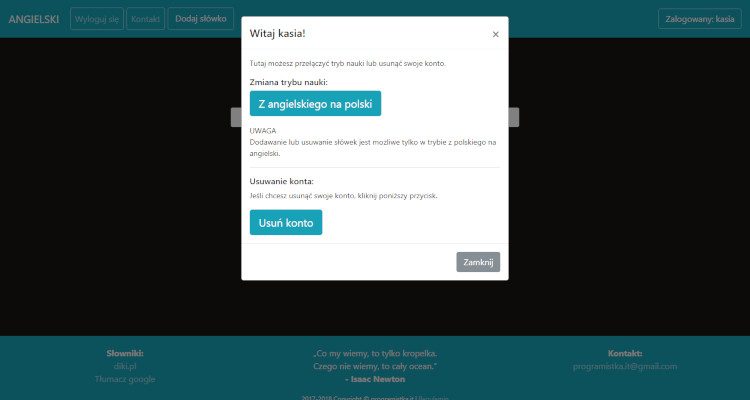 ANGIELSKI Wyloguj się Kontakt Dodaj słówko Zalogowany: kasia
Witaj kasia! ×
Tutaj możesz przełączyć tryb nauki lub usunąć swoje konto.
Zmiana trybu nauki:
Z angielskiego na polski
UWAGA
Dodawanie lub usuwanie słówek jest możliwe tylko w trybie z polskiego na
angielski.
Usuwanie konta:
Jeśli chcesz usunąć swoje konto, kliknij poniższy przycisk.
Usuń konto
Zamknij
Słowniki:
diki.pl
Tłumacz google
„Co my wiemy, to tylko kropelka.
Czego nie wiemy, to cały ocean.”
- Isaac Newton
Kontakt:
programistka.it@gmail.com
2017-2018 Copyright © programistka.it |